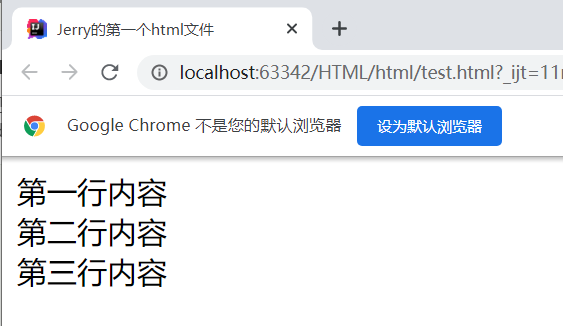 Jerry的第一个html文件
localhost:63342/HTML/html/test.html?_ijt=11
Google Chrome 不是您的默认浏览器 设为默认浏览器
第一行内容
第二行内容
第三行内容